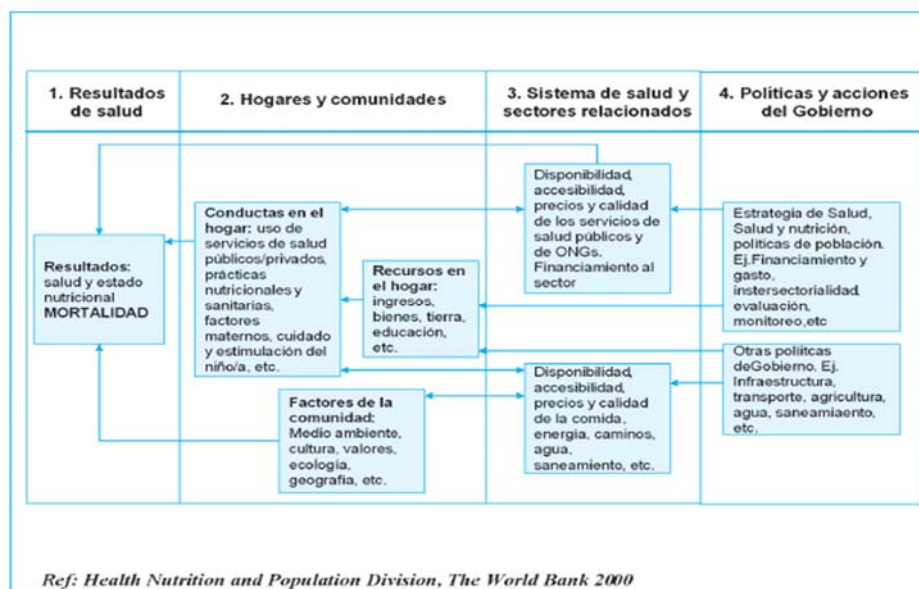 1. Resultados
de salud
2. Hogares y comunidades
3. Sistema de salud y
sectores relacionados
4. Políticas y acciones
del Gobierno
Resultados:
salud y estado
nutricional
MORTALIDAD
Conductas en el
hogar: uso de
servicios de salud
públicos/privados,
prácticas
nutricionales y
sanitarias,
factores
maternos, cuidado
y estimulación del
niño/a, etc.
Recursos en
el hogar:
ingresos,
bienes, tierra,
educación,
etc.
Factores de la
comunidad:
Medio ambiente,
cultura, valores,
ecología,
geografía, etc.
Disponibilidad,
accesibilidad,
precios y calidad
de los servicios de
salud públicos y
de ONGs.
Financiamiento al
sector
Disponibilidad,
accesibilidad,
precios y calidad
de la comida,
energía, caminos,
agua,
saneamiento, etc.
Estrategia de Salud,
Salud y nutrición,
políticas de población.
Ej.Financiamiento y
gasto,
instersectorialidad,
evaluación,
monitoreo,etc
Otras políitcas
deGobierno. Ej.
Infraestructura,
transporte, agricultura,
agua, saneamiaento,
etc.
Ref: Health Nutrition and Population Division, The World Bank 2000